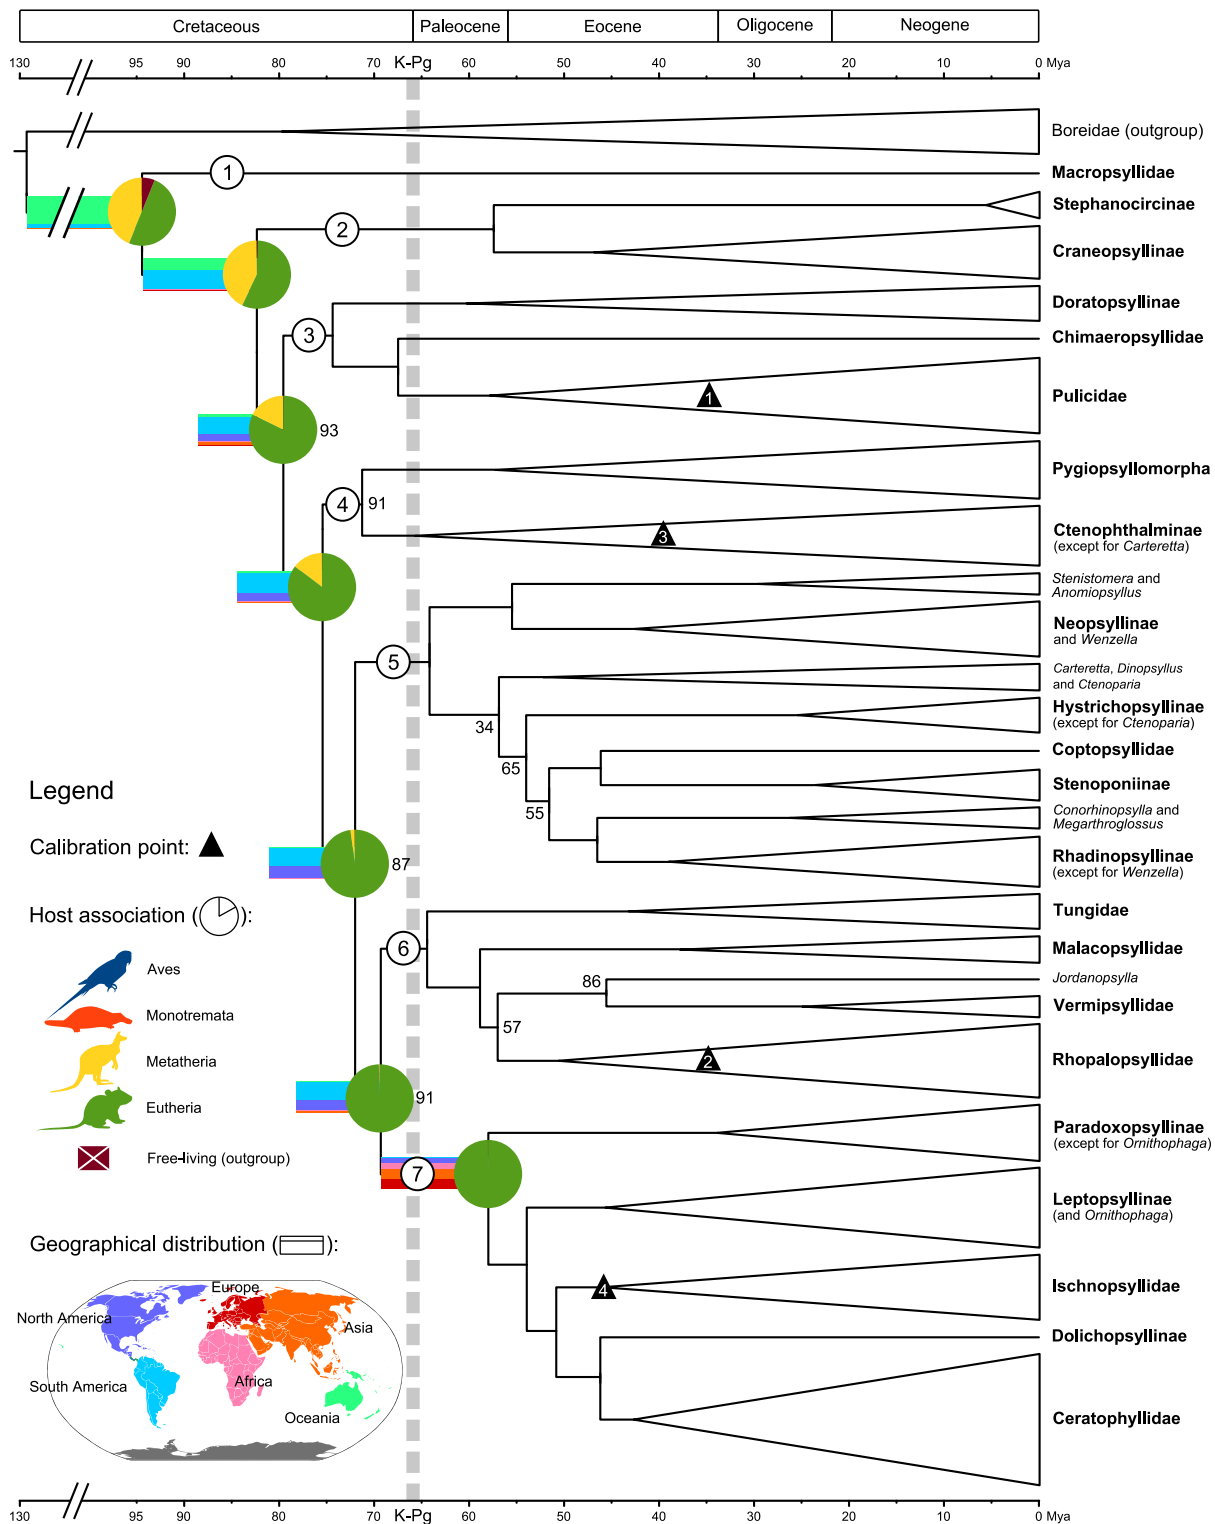 Cretaceous Paleocene Eocene Oligocene Neogene
130 95 90 80 70 K-Pg 60 50 40 30 20 10 0 Mya
Boreidae (outgroup)
1
Macropsyllidae
Stephanocircinae
2
Craneopsyllinae
Doratopsyllinae
3
Chimaeropsyllidae
1
Pulicidae
93
Pygiopsyllomorpha
4
91
Ctenophthalminae
(except for Carteretta)
3
Stenistomera and
Anomiopsyllus
Neopsyllinae
and Wenzella
5
Carteretta, Dinopsyllus
and Ctenoparia
Hystrichopsyllinae
(except for Ctenoparia)
34
Coptopsyllidae
65
Stenoponiinae
55
Conorhinopsylla and
Megarthroglossus
Rhadinopsyllinae
(except for Wenzella)
87
Tungidae
6
Malacopsyllidae
86
Jordanopsylla
Vermipsyllidae
57
2
Rhopalopsyllidae
91
Paradoxopsyllinae
(except for Ornithophaga)
7
Leptopsyllinae
(and Ornithophaga)
4
Ischnopsyllidae
Dolichopsyllinae
Ceratophyllidae
Legend
Calibration point:
Host association ( ):
Aves
Monotremata
Metatheria
Eutheria
Free-living (outgroup)
Geographical distribution ( ):
Europe
North America
Asia
South America
Africa
Oceania
130 95 90 80 70 K-Pg 60 50 40 30 20 10 0 Mya